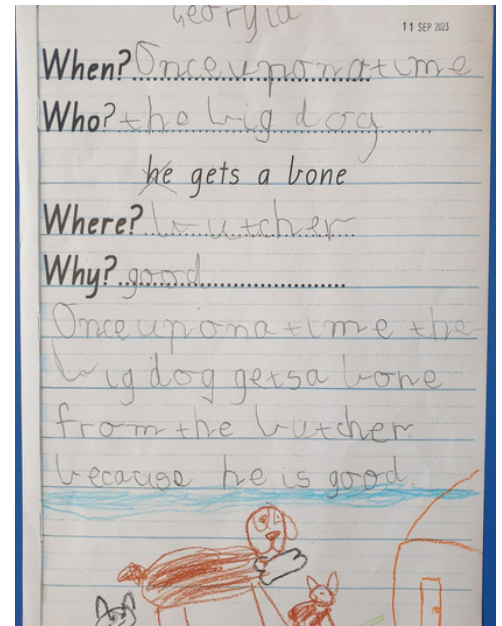 Georgia
11 SEP 2023
When? Once upon a time
Who? the big dog
he gets a bone
Where? butcher
Why? good
Once upon a time the
big dog gets a bone
from the butcher
because he is good.